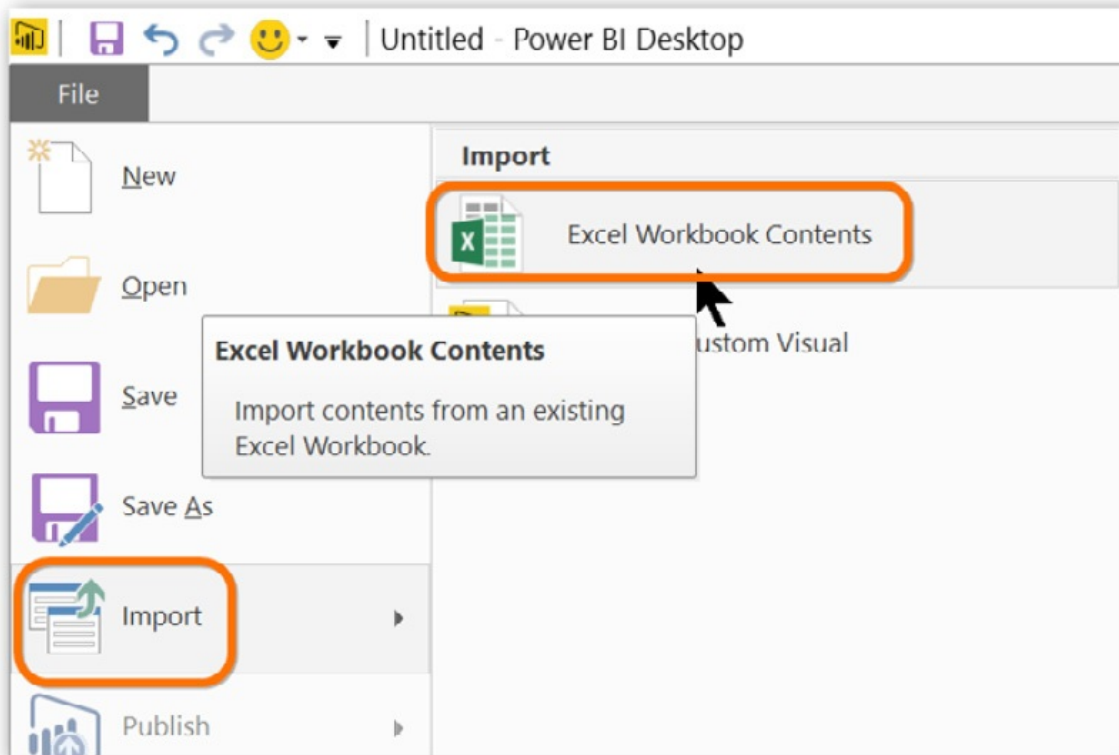 Untitled - Power BI Desktop
File
New
Open
Save
Save As
Import
Publish
Import
Excel Workbook Contents
ustom Visual
Excel Workbook Contents
Import contents from an existing
Excel Workbook.